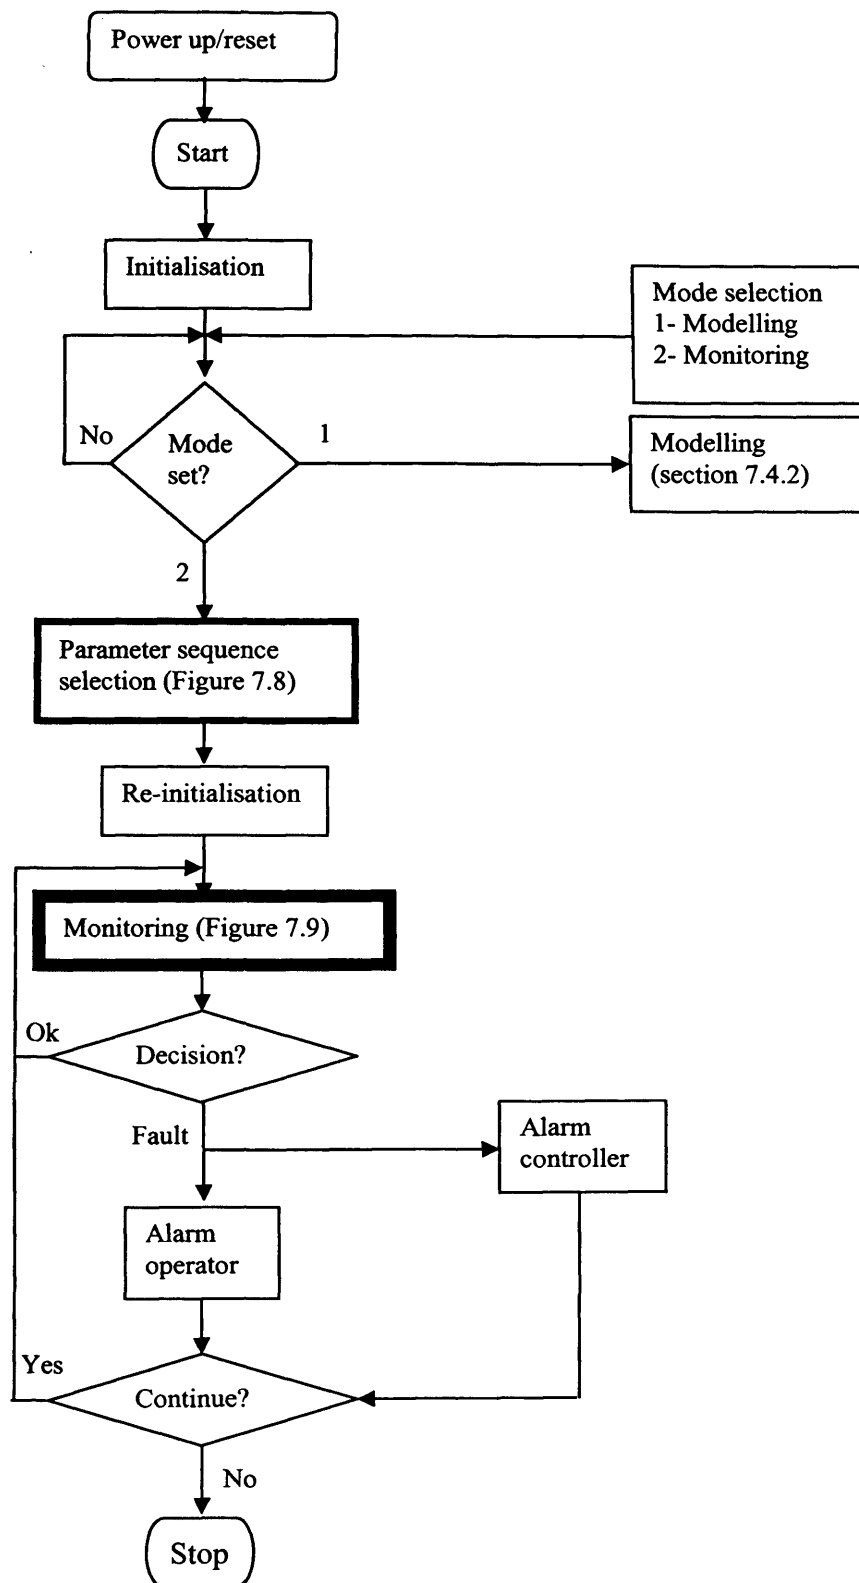 Power up/reset
Start
Initialisation
Mode selection
1- Modelling
2- Monitoring
No
Mode
set?
1
Modelling
(section 7.4.2)
2
Parameter sequence
selection (Figure 7.8)
Re-initialisation
Monitoring (Figure 7.9)
Ok
Decision?
Fault
Alarm
controller
Alarm
operator
Yes
Continue?
No
Stop